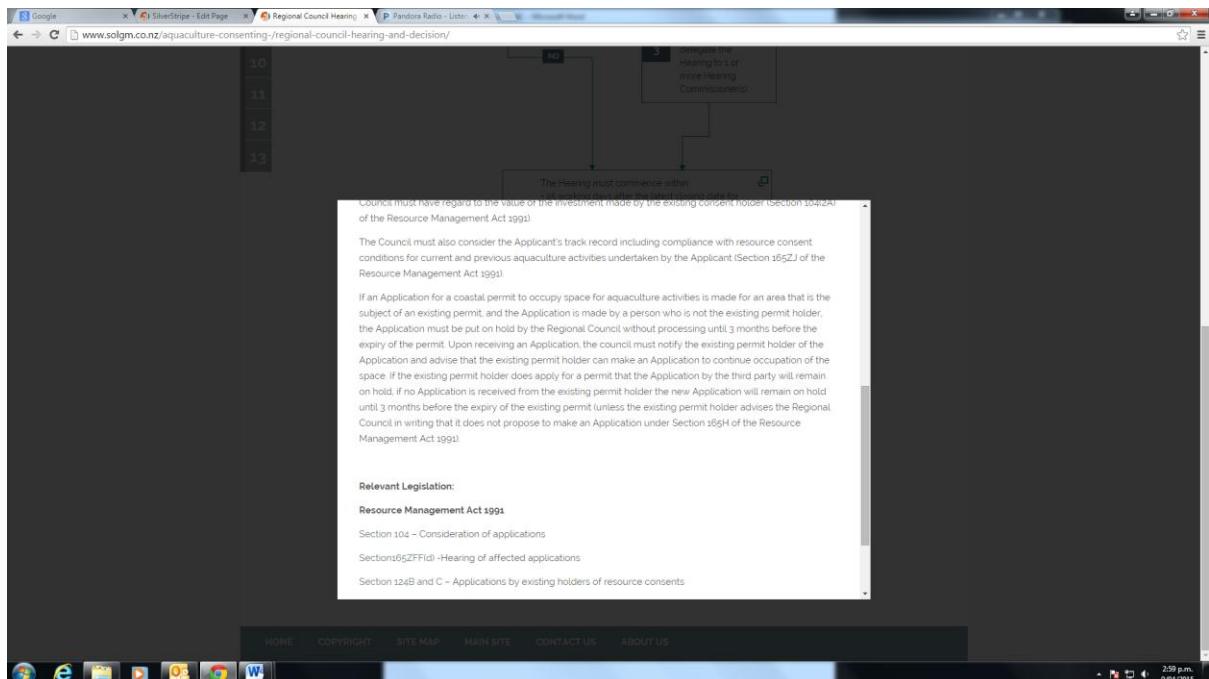 Google
SilverStripe - Edit Page
Regional Council Hearing
Pandora Radio - Listen
Microsoft Word
www.solgm.co.nz/aquaculture-consenting-/regional-council-hearing-and-decision/
10
11
12
13
NO
3
Delegate the
Hearing to 1 or
more Hearing
Commissioner(s)
The Hearing must commence within:
Council must have regard to the value of the investment made by the existing consent holder (Section 104(2A)
of the Resource Management Act 1991).
The Council must also consider the Applicant's track record including compliance with resource consent
conditions for current and previous aquaculture activities undertaken by the Applicant (Section 165ZJ of the
Resource Management Act 1991).
If an Application for a coastal permit to occupy space for aquaculture activities is made for an area that is the
subject of an existing permit, and the Application is made by a person who is not the existing permit holder,
the Application must be put on hold by the Regional Council without processing until 3 months before the
expiry of the permit. Upon receiving an Application, the council must notify the existing permit holder of the
Application and advise that the existing permit holder can make an Application to continue occupation of the
space. If the existing permit holder does apply for a permit that the Application by the third party will remain
on hold, if no Application is received from the existing permit holder the new Application will remain on hold
until 3 months before the expiry of the existing permit (unless the existing permit holder advises the Regional
Council in writing that it does not propose to make an Application under Section 165H of the Resource
Management Act 1991).
Relevant Legislation:
Resource Management Act 1991
Section 104 – Consideration of applications
Section165ZFF(d) -Hearing of affected applications
Section 124B and C – Applications by existing holders of resource consents
HOME COPYRIGHT SITE MAP MAIN SITE CONTACT US ABOUT US
2:59 p.m.
9/04/2015